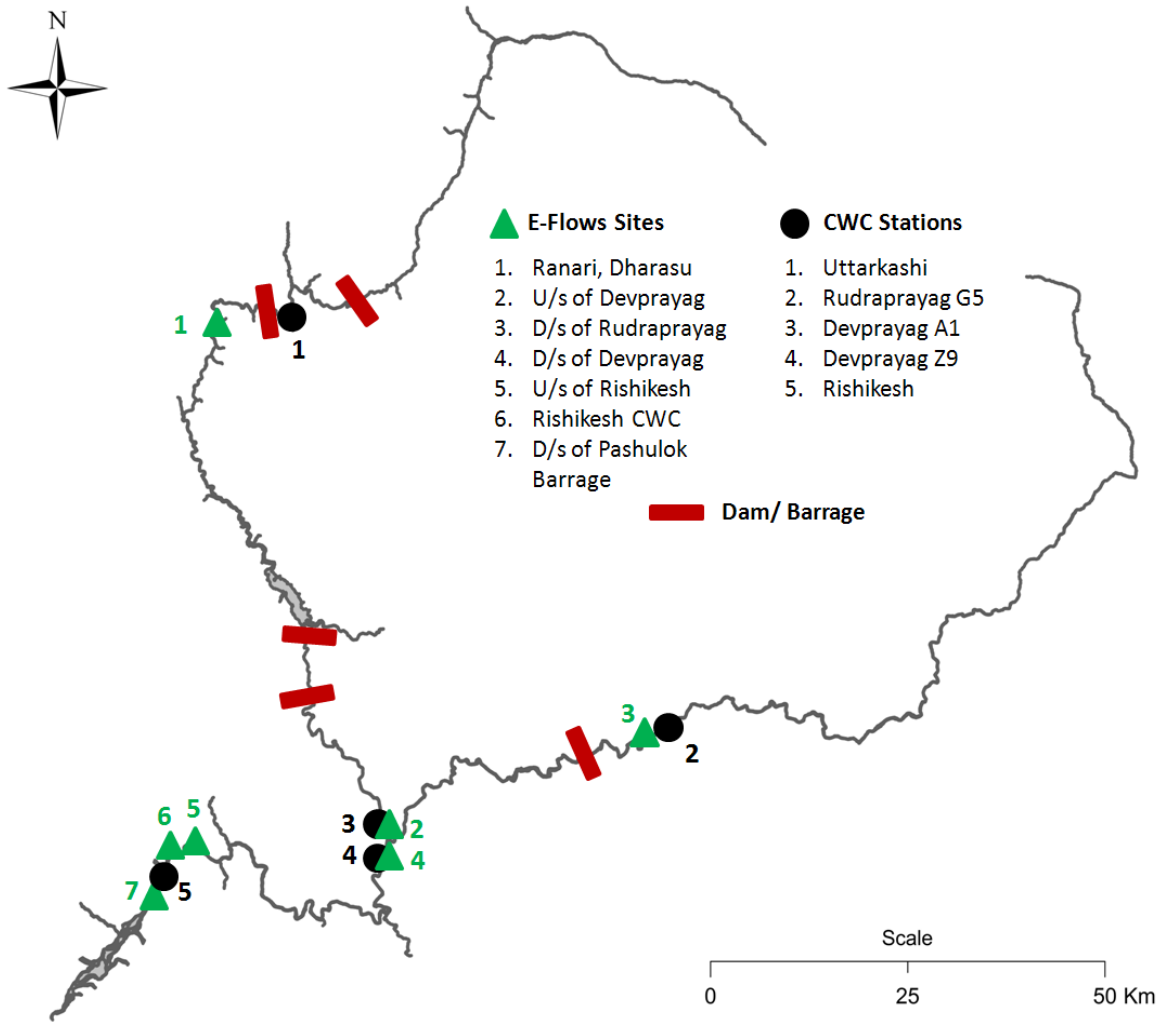 N
E-Flows Sites
1. Ranari, Dharasu
2. U/s of Devprayag
3. D/s of Rudraprayag
4. D/s of Devprayag
5. U/s of Rishikesh
6. Rishikesh CWC
7. D/s of Pashulok
Barrage
CWC Stations
1. Uttarkashi
2. Rudraprayag G5
3. Devprayag A1
4. Devprayag Z9
5. Rishikesh
Dam/ Barrage
1
1
3
2
3
2
4
4
6
5
5
7
Scale
0 25 50 Km